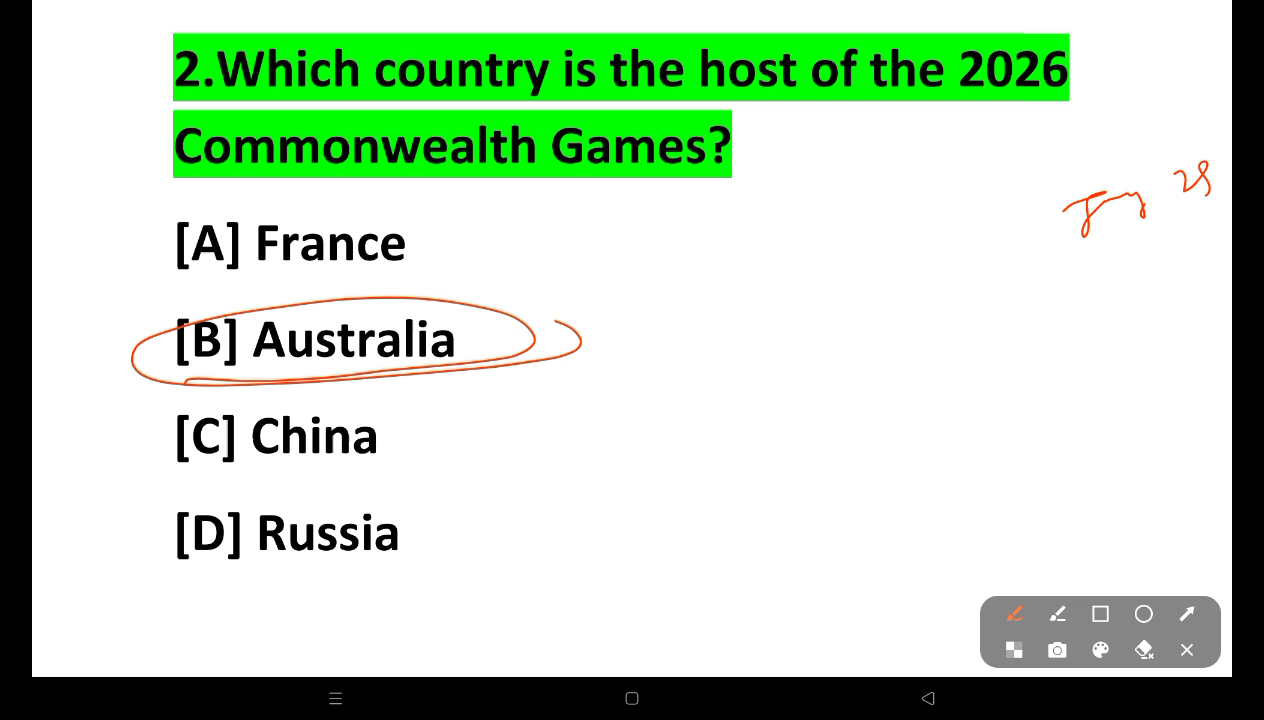 2.Which country is the host of the 2026
Commonwealth Games?
[A] France
[B] Australia
[C] China
[D] Russia